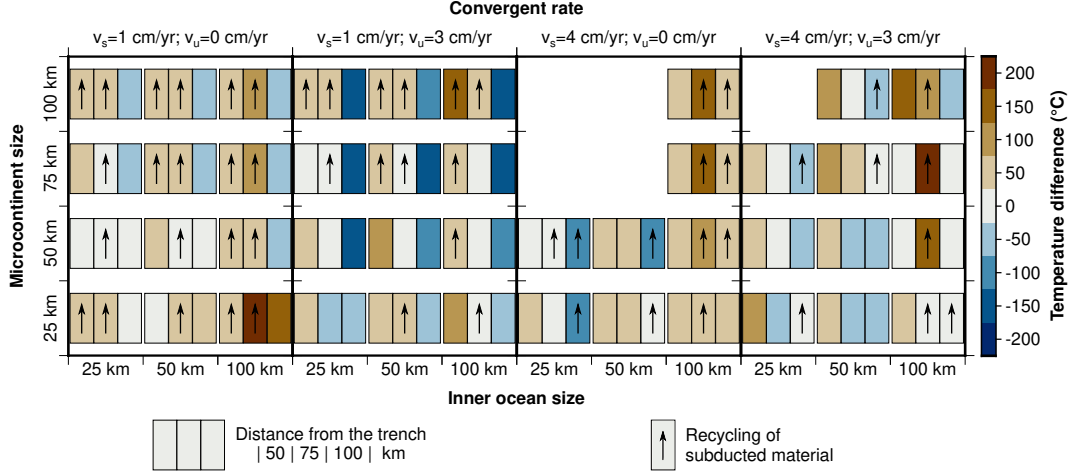 Convergent rate
vₛ=1 cm/yr; vᵤ=0 cm/yr
vₛ=1 cm/yr; vᵤ=3 cm/yr
vₛ=4 cm/yr; vᵤ=0 cm/yr
vₛ=4 cm/yr; vᵤ=3 cm/yr
Microcontinent size
100 km
75 km
50 km
25 km
200
150
100
50
0
-50
-100
-150
-200
Temperature difference (°C)
25 km 50 km 100 km 25 km 50 km 100 km 25 km 50 km 100 km 25 km 50 km 100 km
Inner ocean size
Distance from the trench
| 50 | 75 | 100 | km
Recycling of
subducted material